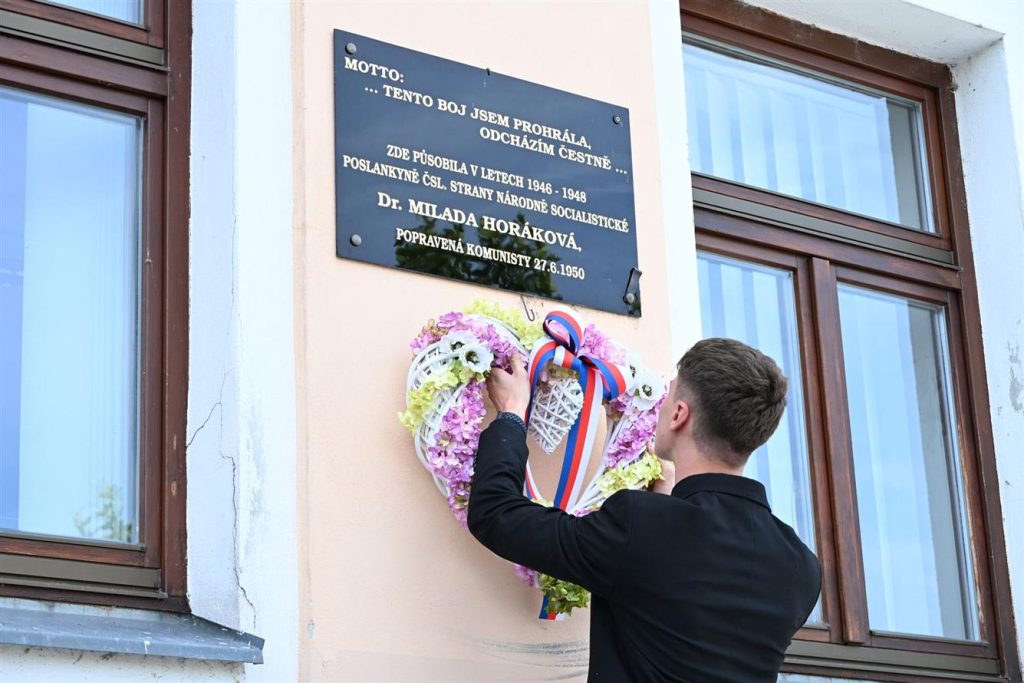 MOTTO:
... TENTO BOJ JSEM PROHRÁLA,
ODCHÁZÍM ČESTNĚ ...
ZDE PŮSOBILA V LETECH 1946 - 1948
POSLANKYNĚ ČSL. STRANY NÁRODNĚ SOCIALISTICKÉ
Dr. MILADA HORÁKOVÁ,
POPRAVENÁ KOMUNISTY 27.6.1950